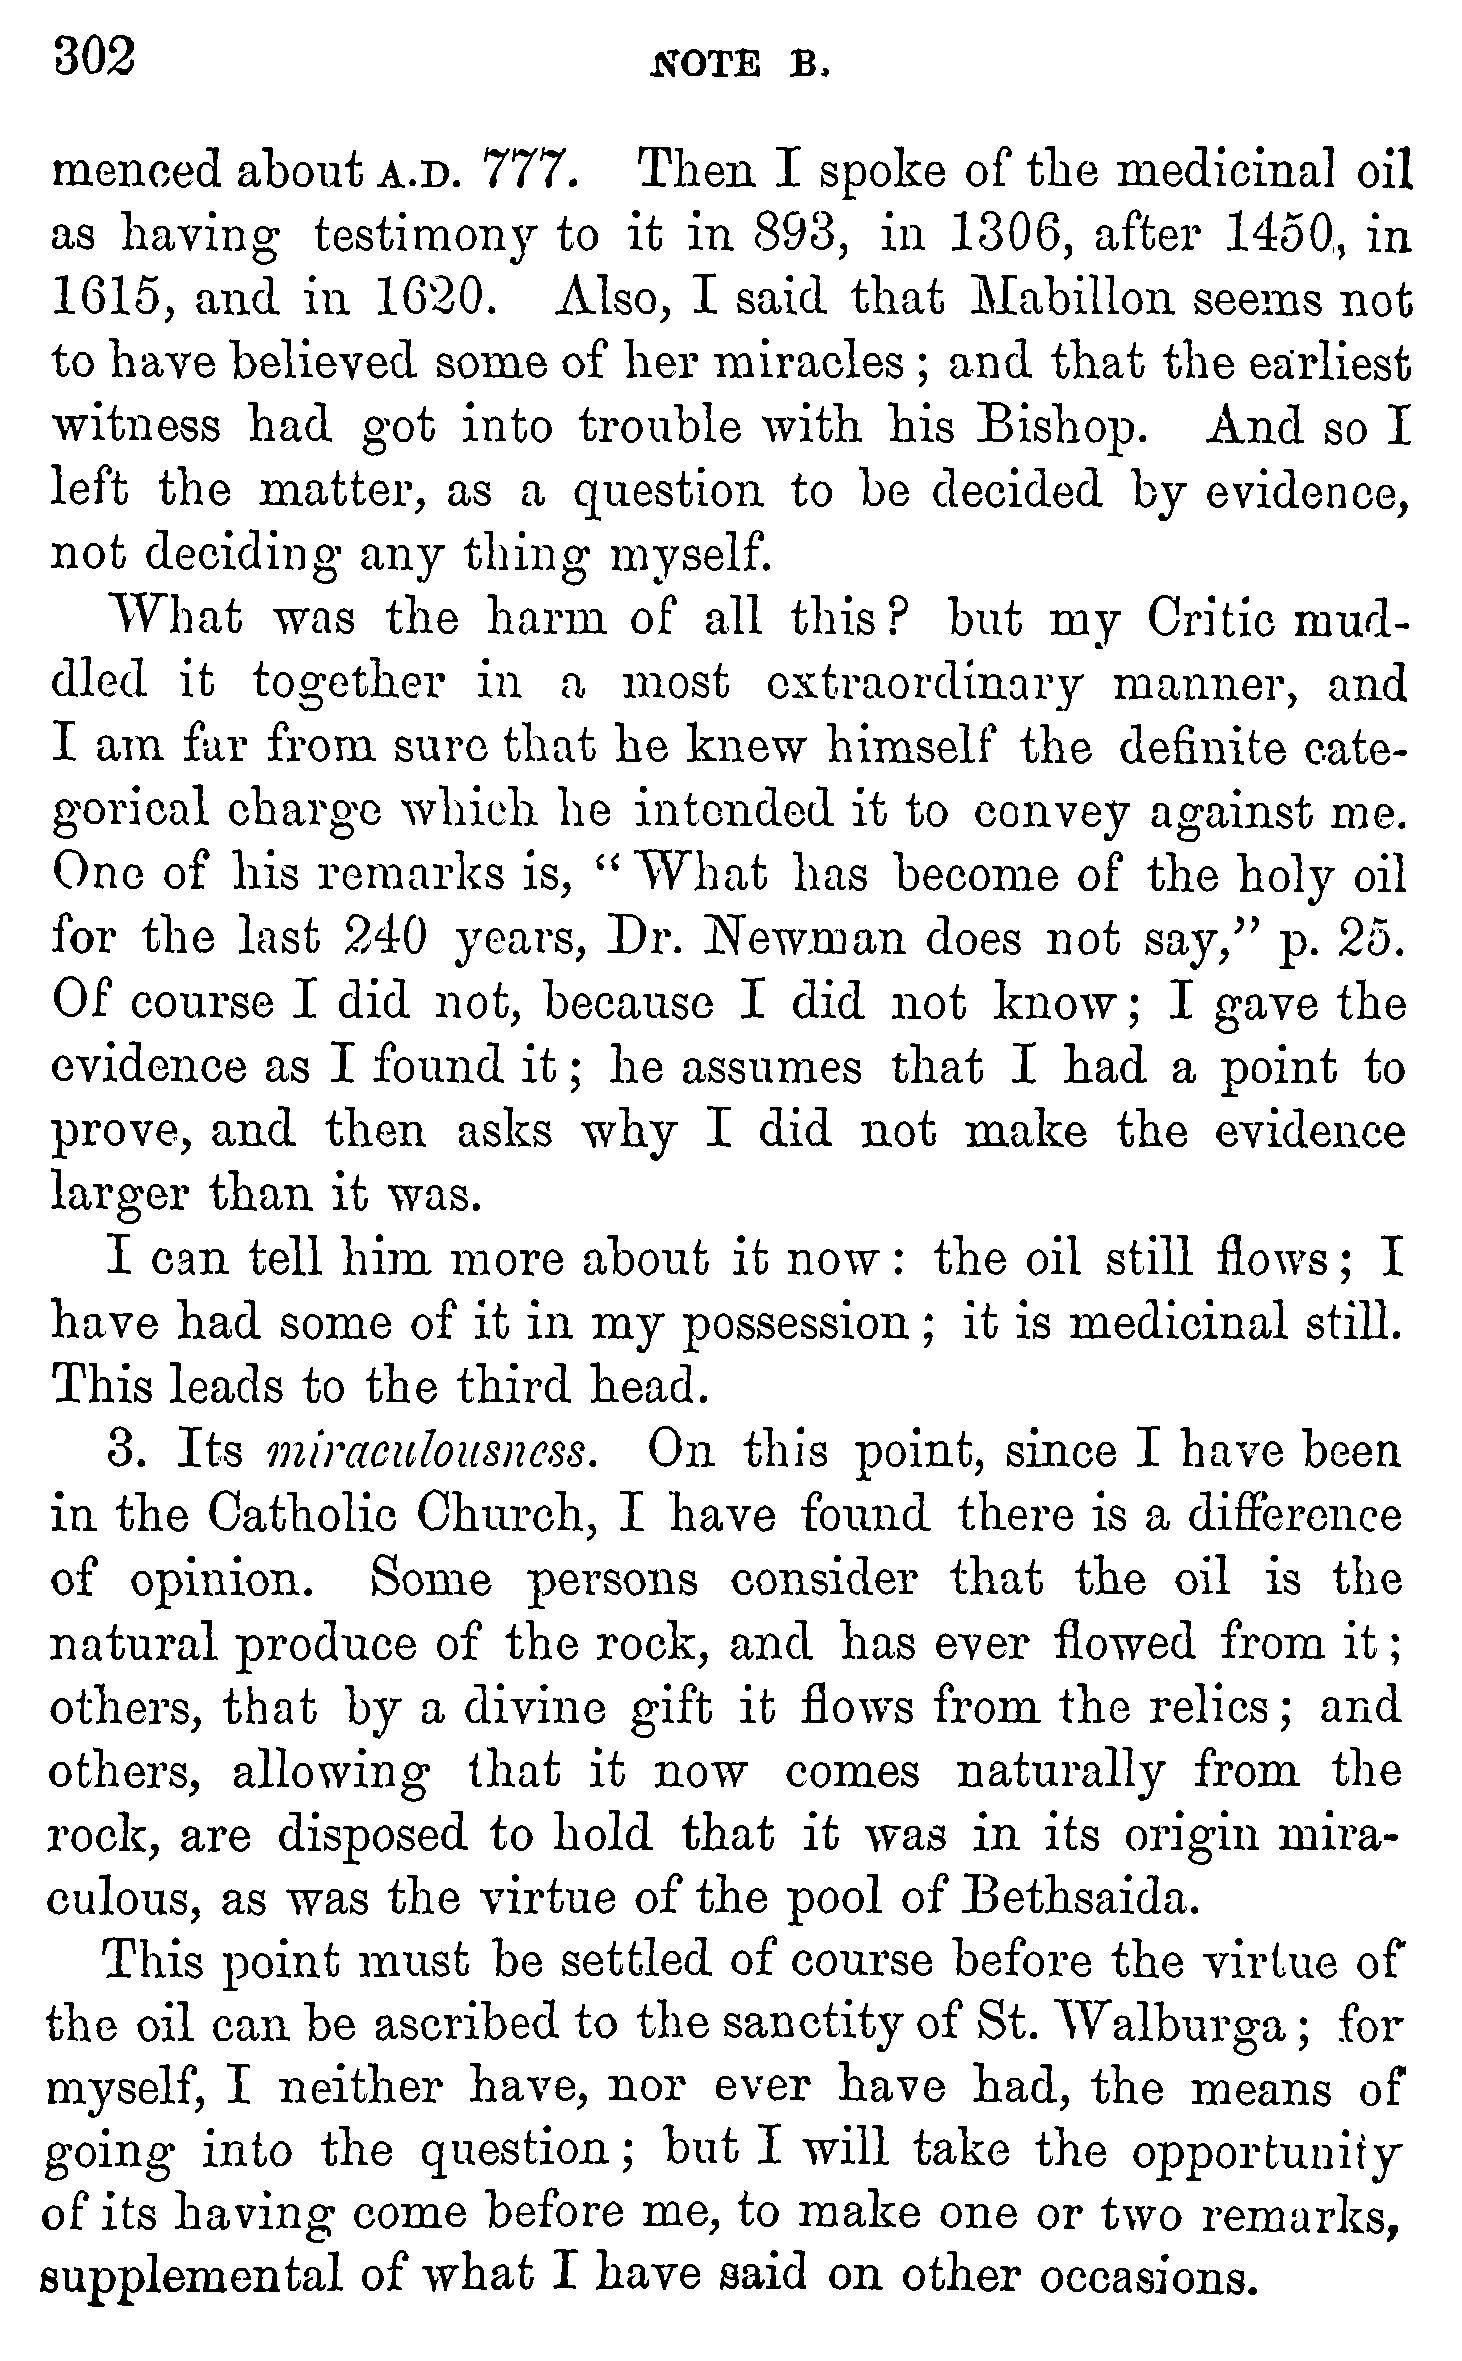 302 NOTE B.
menced about A.D. 777. Then I spoke of the medicinal oil
as having testimony to it in 893, in 1306, after 1450, in
1615, and in 1620. Also, I said that Mabillon seems not
to have believed some of her miracles; and that the earliest
witness had got into trouble with his Bishop. And so I
left the matter, as a question to be decided by evidence,
not deciding any thing myself.
What was the harm of all this? but my Critic mud-
dled it together in a most extraordinary manner, and
I am far from sure that he knew himself the definite cate-
gorical charge which he intended it to convey against me.
One of his remarks is, “What has become of the holy oil
for the last 240 years, Dr. Newman does not say,” p. 25.
Of course I did not, because I did not know; I gave the
evidence as I found it; he assumes that I had a point to
prove, and then asks why I did not make the evidence
larger than it was.
I can tell him more about it now: the oil still flows; I
have had some of it in my possession; it is medicinal still.
This leads to the third head.
3. Its miraculousness. On this point, since I have been
in the Catholic Church, I have found there is a difference
of opinion. Some persons consider that the oil is the
natural produce of the rock, and has ever flowed from it;
others, that by a divine gift it flows from the relics; and
others, allowing that it now comes naturally from the
rock, are disposed to hold that it was in its origin mira-
culous, as was the virtue of the pool of Bethsaida.
This point must be settled of course before the virtue of
the oil can be ascribed to the sanctity of St. Walburga; for
myself, I neither have, nor ever have had, the means of
going into the question; but I will take the opportunity
of its having come before me, to make one or two remarks,
supplemental of what I have said on other occasions.